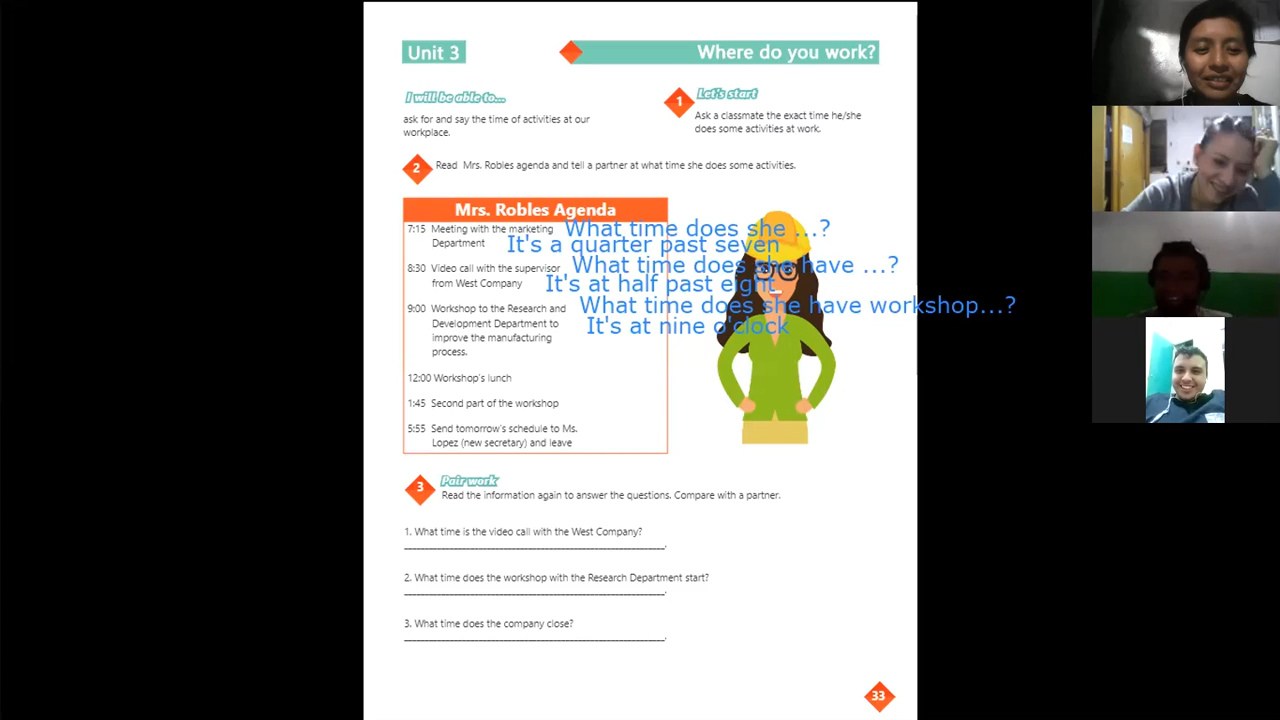 Unit 3
Where do you work?
I will be able to...
ask for and say the time of activities at our
workplace.
1
Let's start
Ask a classmate the exact time he/she
does some activities at work.
2
Read Mrs. Robles agenda and tell a partner at what time she does some activities.
Mrs. Robles Agenda
7:15 Meeting with the marketing
Department
8:30 Video call with the supervisor
from West Company
9:00 Workshop to the Research and
Development Department to
improve the manufacturing
process.
12:00 Workshop's lunch
1:45 Second part of the workshop
5:55 Send tomorrow's schedule to Ms.
Lopez (new secretary) and leave
What time does she ...?
It's a quarter past seven
What time does she have ...?
It's at half past eight
What time does she have workshop...?
It's at nine o'clock
3
Pair work
Read the information again to answer the questions. Compare with a partner.
1. What time is the video call with the West Company?
2. What time does the workshop with the Research Department start?
3. What time does the company close?
33